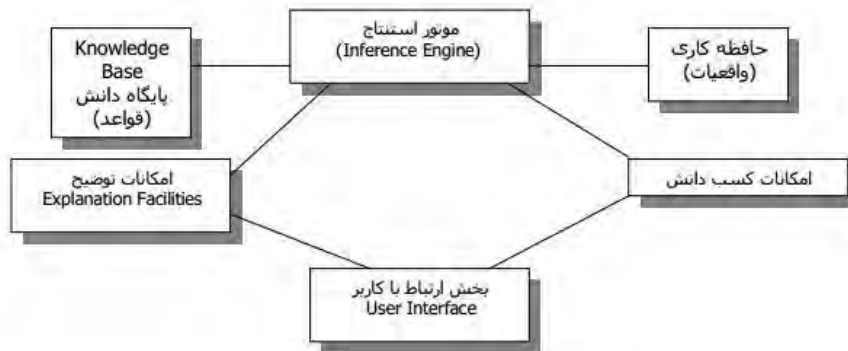 موتور استنتاج
(Inference Engine)
Knowledge
Base
پایگاه دانش
(قواعد)
حافظه کاری
(واقعیات)
امکانات توضیح
Explanation Facilities
امکانات کسب دانش
بخش ارتباط با کاربر
User Interface